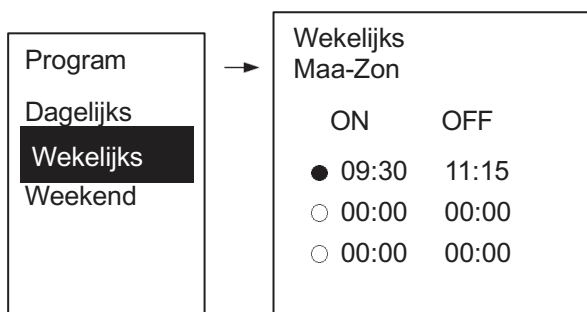 Program
Dagelijks
Wekelijks
Weekend
Wekelijks
Maa-Zon
ON OFF
09:30 11:15
00:00 00:00
00:00 00:00